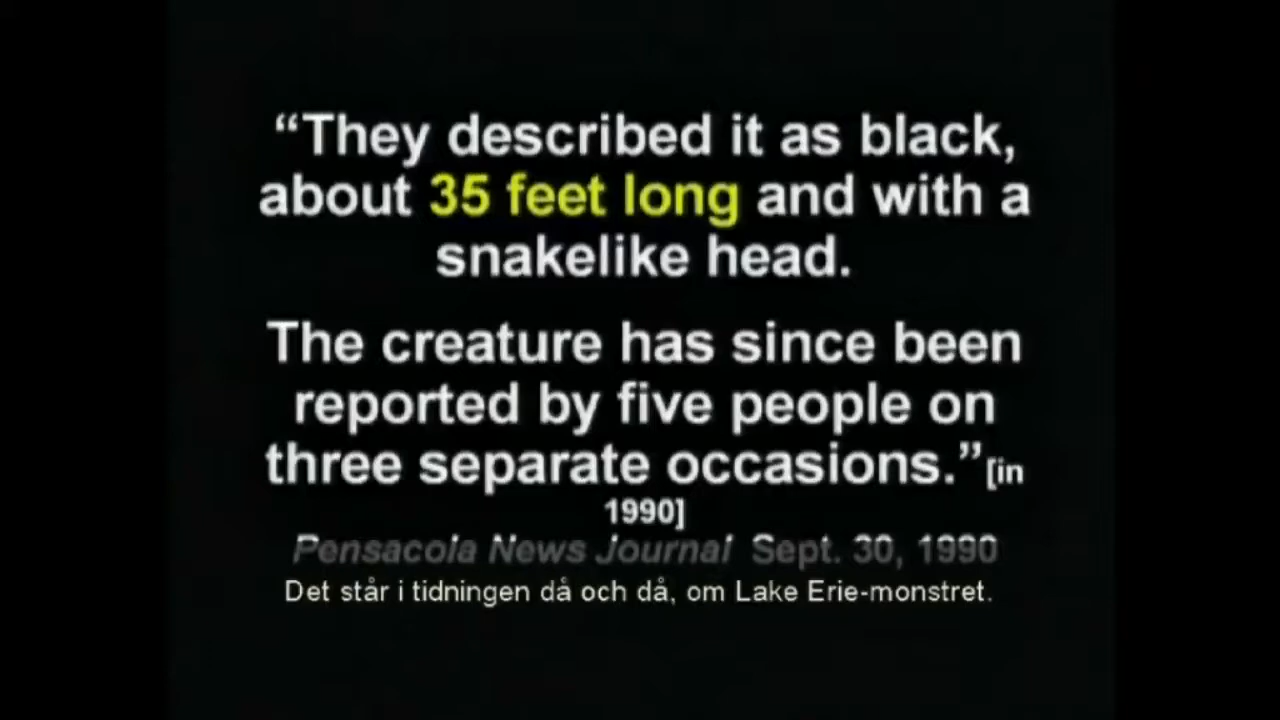 “They described it as black,
about 35 feet long and with a
snakelike head.
The creature has since been
reported by five people on
three separate occasions.” [in
1990]
Pensacola News Journal Sept. 30, 1990
Det står i tidningen då och då, om Lake Erie-monstret.